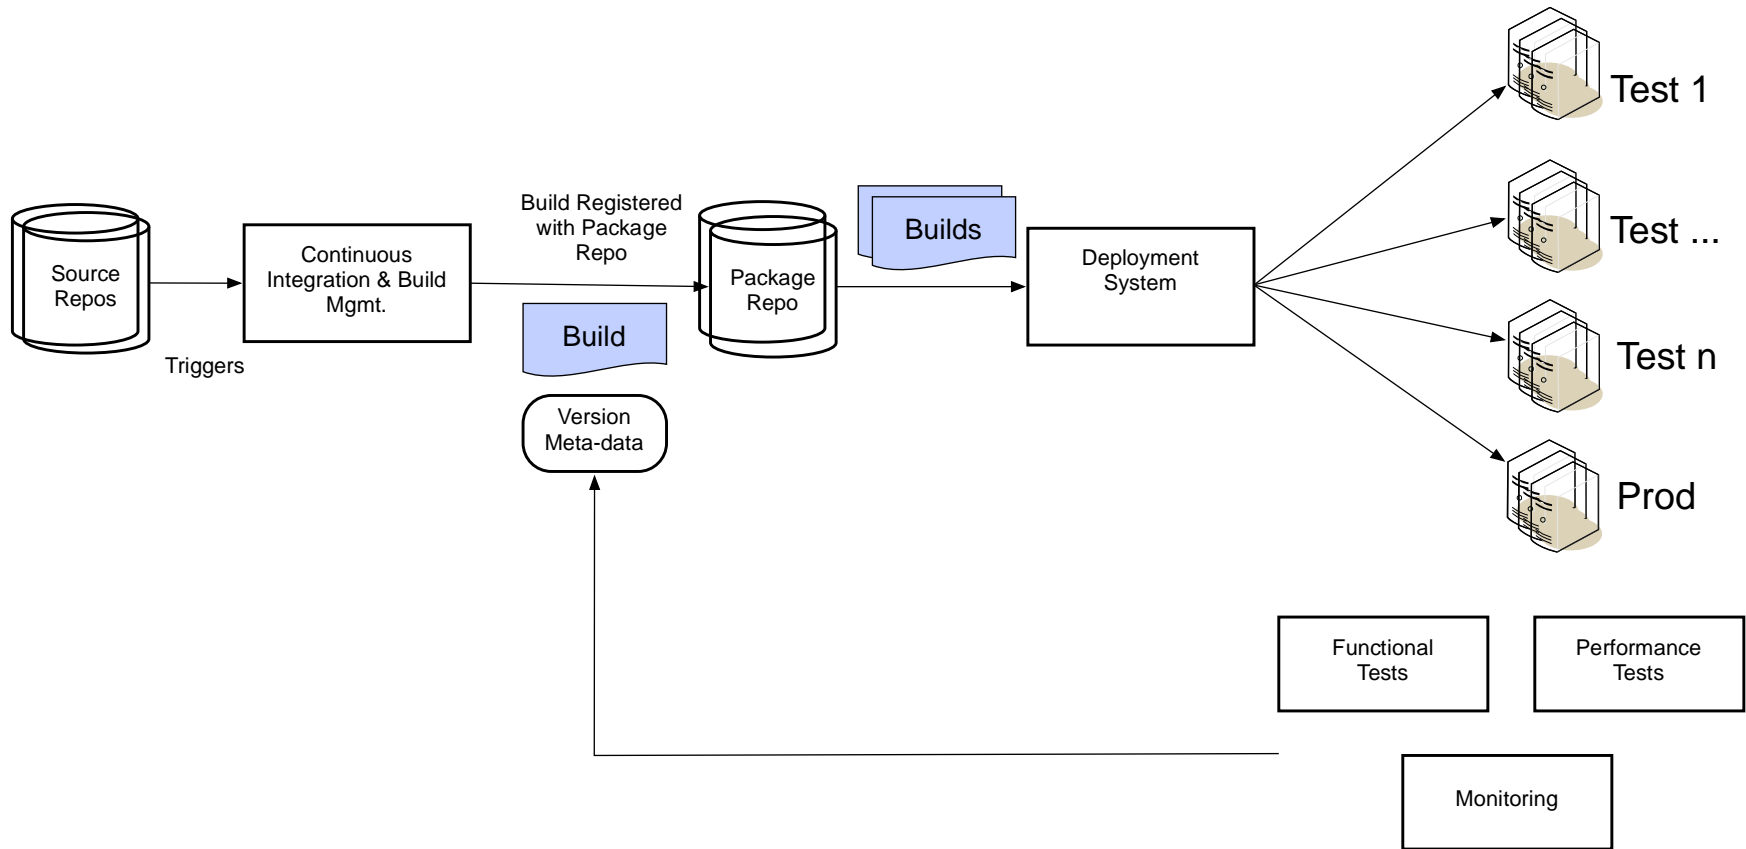 Source
Repos
Triggers
Continuous
Integration & Build
Mgmt.
Build Registered
with Package
Repo
Build
Version
Meta-data
Package
Repo
Builds
Deployment
System
Test 1
Test ...
Test n
Prod
Functional
Tests
Performance
Tests
Monitoring